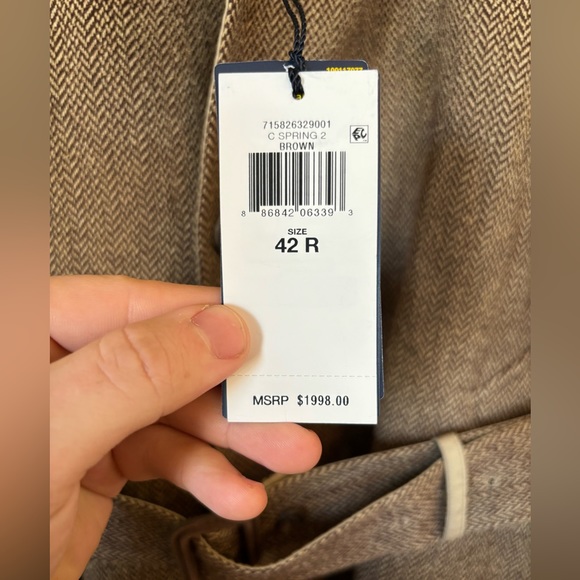 715826329001
C SPRING 2
BROWN
8 86842 06339 3
SIZE
42 R
MSRP $1998.00